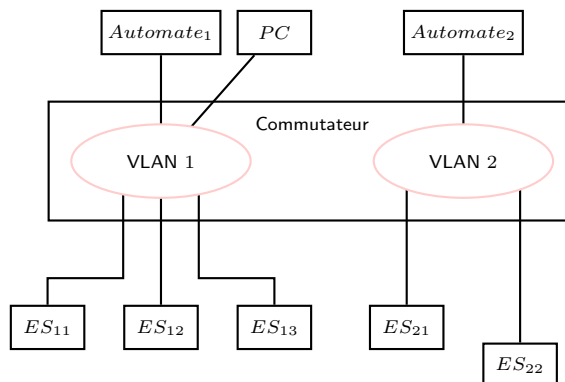 Automate₁
PC
Automate₂
Commutateur
VLAN 1
VLAN 2
ES₁₁
ES₁₂
ES₁₃
ES₂₁
ES₂₂